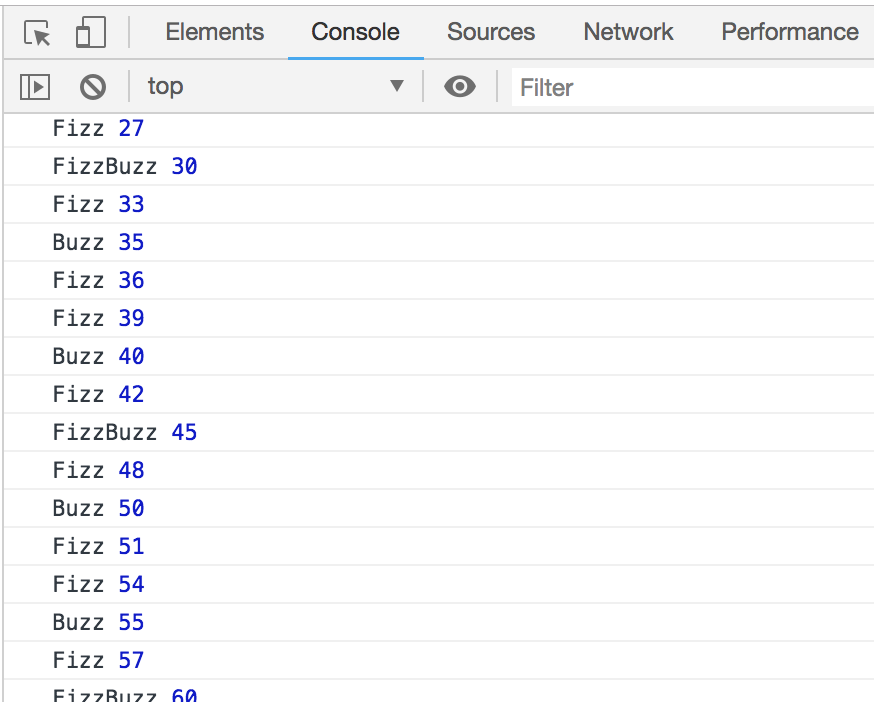 Elements Console Sources Network Performance
top Filter
Fizz 27
FizzBuzz 30
Fizz 33
Buzz 35
Fizz 36
Fizz 39
Buzz 40
Fizz 42
FizzBuzz 45
Fizz 48
Buzz 50
Fizz 51
Fizz 54
Buzz 55
Fizz 57
FizzBuzz 60